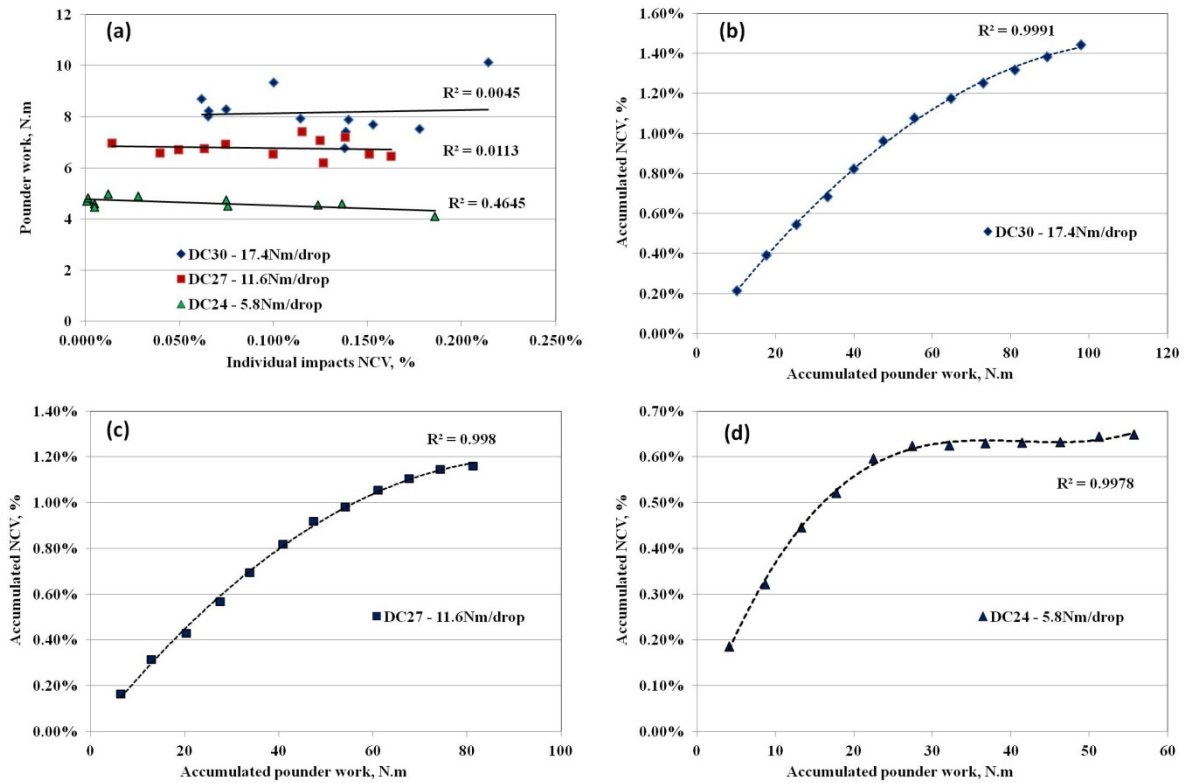 (a)
12
10
8
6
4
2
0
Pounder work, N.m
R² = 0.0045
R² = 0.0113
R² = 0.4645
DC30 - 17.4Nm/drop
DC27 - 11.6Nm/drop
DC24 - 5.8Nm/drop
0.000% 0.050% 0.100% 0.150% 0.200% 0.250%
Individual impacts NCV, %
(b)
1.60%
1.40%
1.20%
1.00%
0.80%
0.60%
0.40%
0.20%
0.00%
Accumulated NCV, %
R² = 0.9991
DC30 - 17.4Nm/drop
0 20 40 60 80 100 120
Accumulated pounder work, N.m
(c)
1.40%
1.20%
1.00%
0.80%
0.60%
0.40%
0.20%
0.00%
Accumulated NCV, %
R² = 0.998
DC27 - 11.6Nm/drop
0 20 40 60 80 100
Accumulated pounder work, N.m
(d)
0.70%
0.60%
0.50%
0.40%
0.30%
0.20%
0.10%
0.00%
Accumulated NCV, %
R² = 0.9978
DC24 - 5.8Nm/drop
0 10 20 30 40 50 60
Accumulated pounder work, N.m